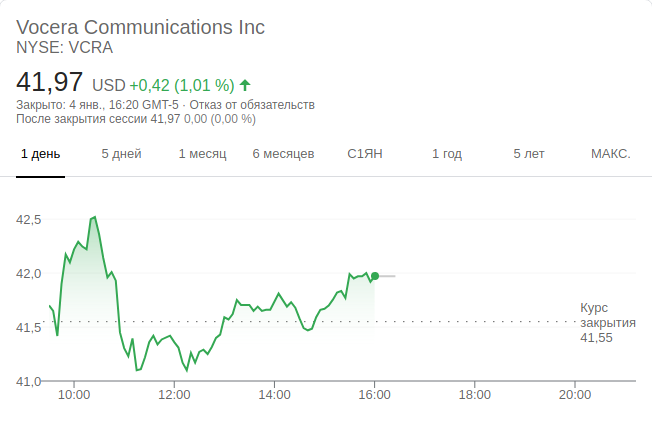 Vocera Communications Inc
NYSE: VCRA
41,97 USD +0,42 (1,01 %)
Закрыто: 4 янв., 16:20 GMT-5 · Отказ от обязательств
После закрытия сессии 41,97 0,00 (0,00 %)
1 день 5 дней 1 месяц 6 месяцев С1ЯН 1 год 5 лет МАКС.
42,5
42,0
Курс
41,5 закрытия
41,55
41,0
10:00 12:00 14:00 16:00 18:00 20:00